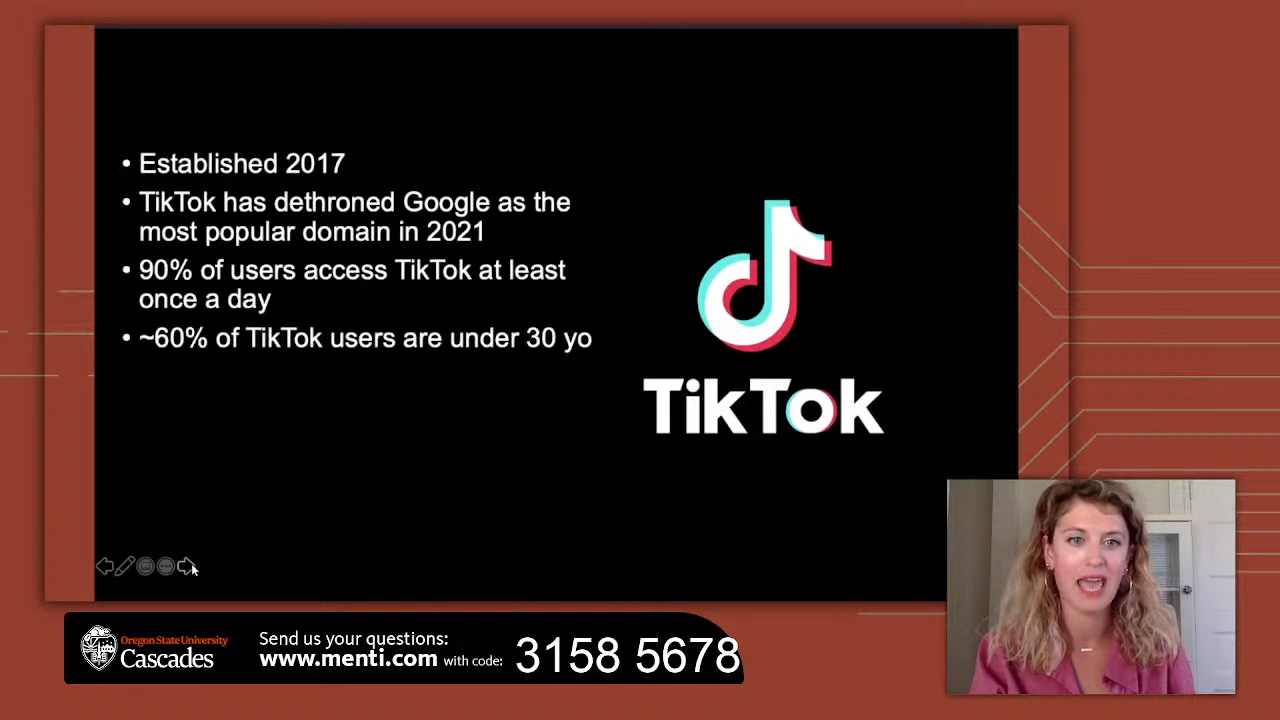 • Established 2017
• TikTok has dethroned Google as the
most popular domain in 2021
• 90% of users access TikTok at least
once a day
• ~60% of TikTok users are under 30 yo
TikTok
Oregon State University
Cascades
Send us your questions:
www.menti.com with code:
3158 5678